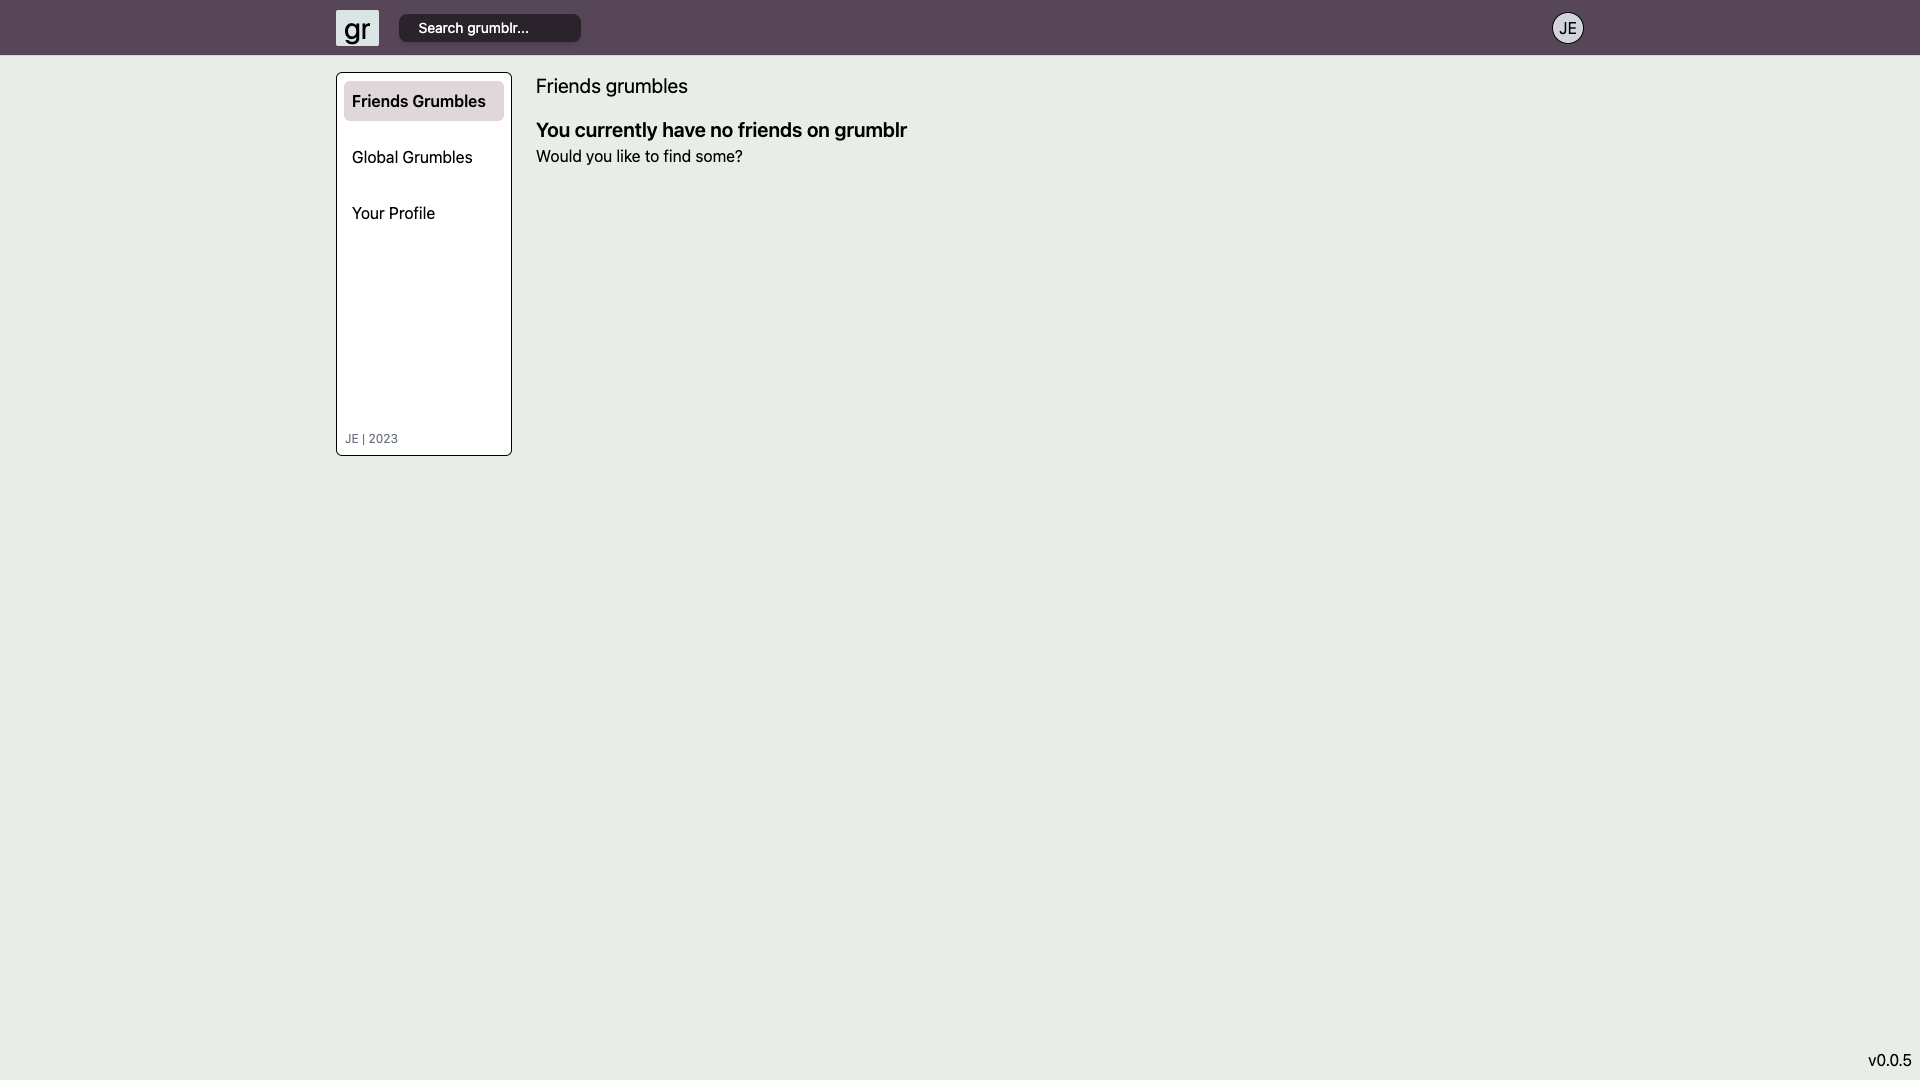 gr
Search grumblr...
JE
Friends Grumbles
Global Grumbles
Your Profile
JE | 2023
Friends grumbles
You currently have no friends on grumblr
Would you like to find some?
v0.0.5